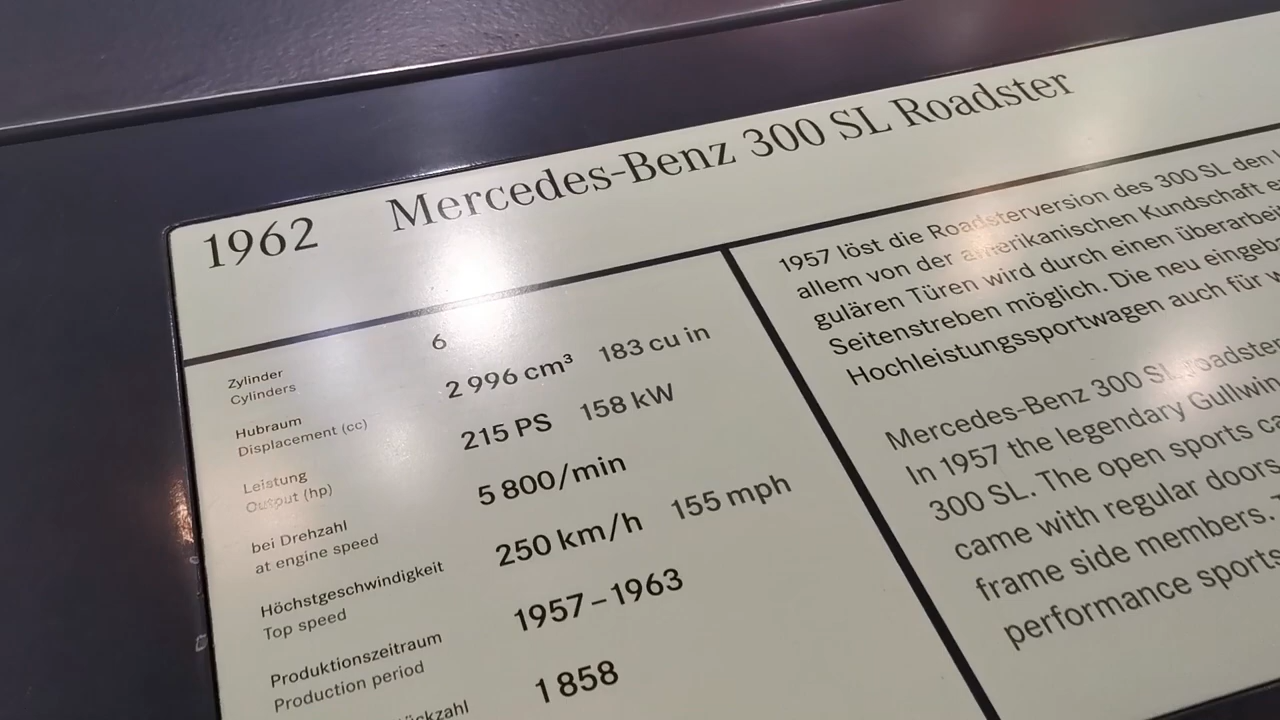 1962 Mercedes-Benz 300 SL Roadster
Zylinder 6
Cylinders
Hubraum 2 996 cm³ 183 cu in
Displacement (cc)
Leistung 215 PS 158 kW
Output (hp)
bei Drehzahl 5 800/min
at engine speed
Höchstgeschwindigkeit 250 km/h 155 mph
Top speed
Produktionszeitraum 1957–1963
Production period
1 858
1957 löst die Roadsterversion des 300 SL den
allem von der amerikanischen Kundschaft
gulären Türen wird durch einen
Seitenstreben möglich. Die neu
Hochleistungssportwagen auch für
Mercedes-Benz 300 SL roadster
In 1957 the legendary
300 SL. The open sports
came with regular doors
frame side members.
performance sports